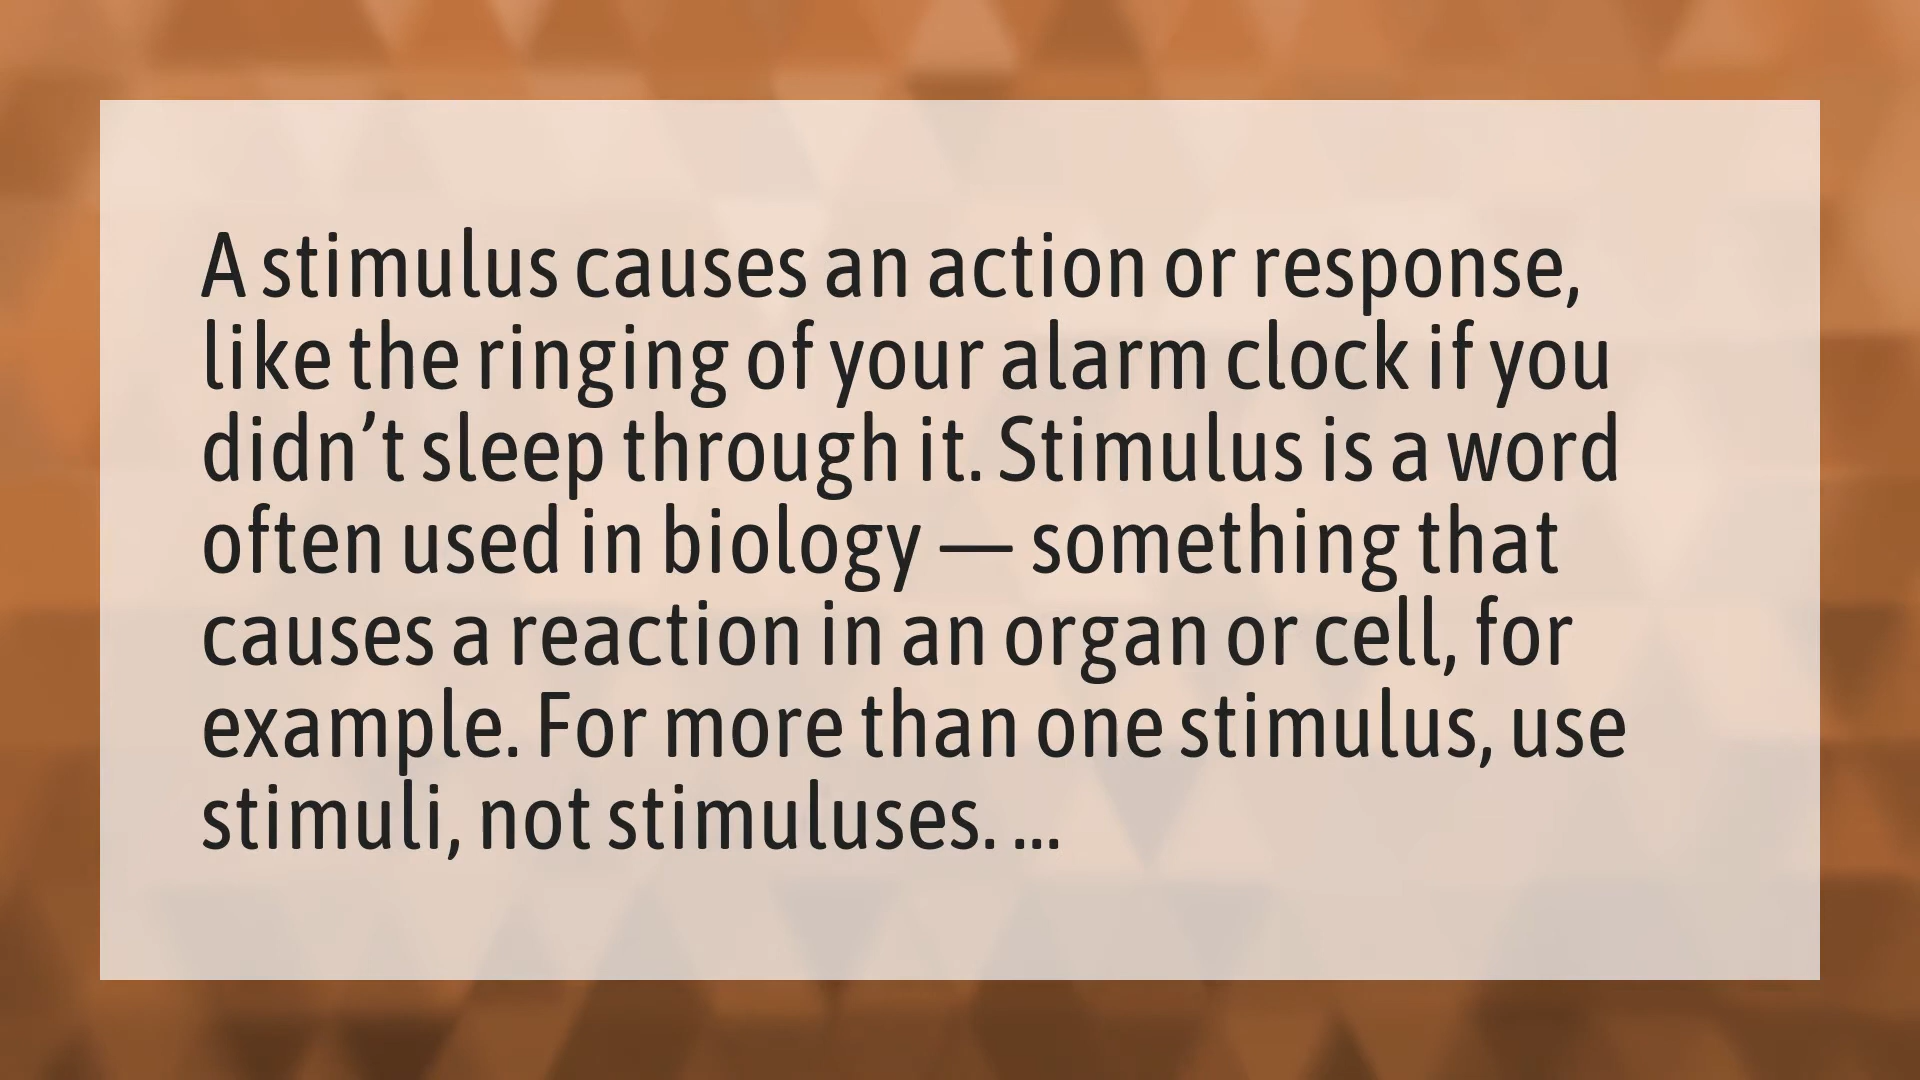 A stimulus causes an action or response,
like the ringing of your alarm clock if you
didn’t sleep through it. Stimulus is a word
often used in biology — something that
causes a reaction in an organ or cell, for
example. For more than one stimulus, use
stimuli, not stimuluses. ...